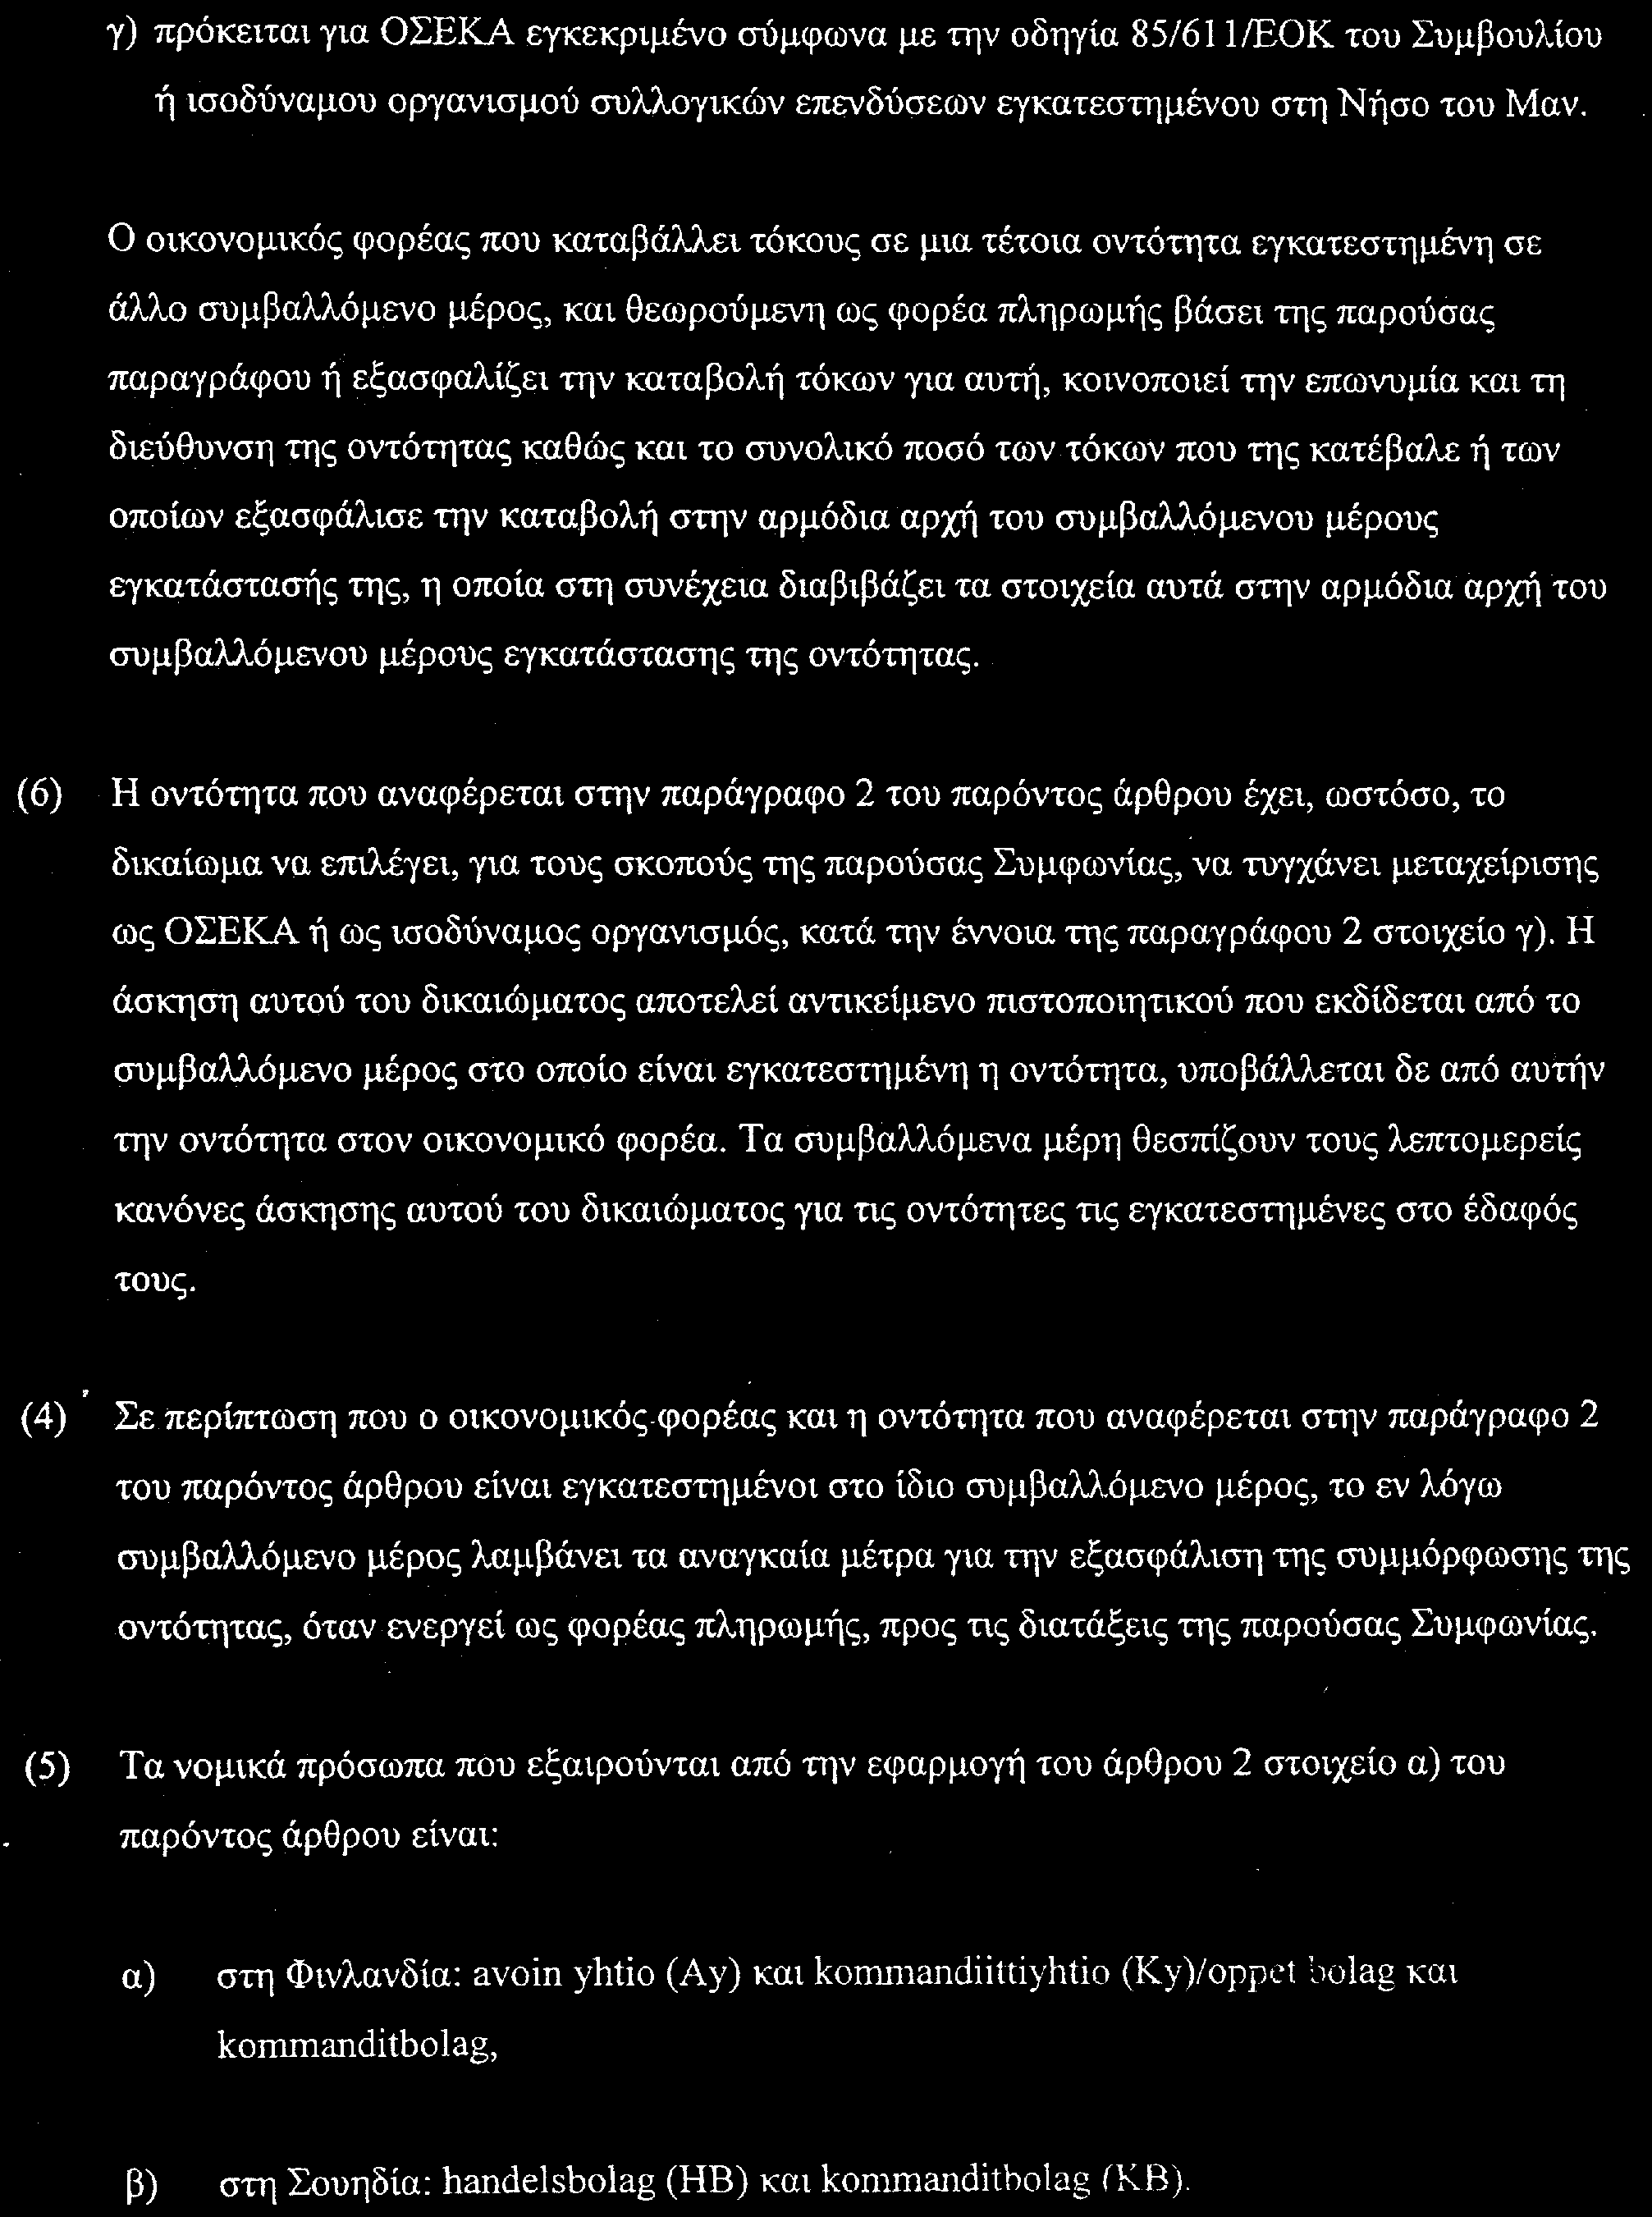 γ) πρόκειται για ΟΣΕΚΑ εγκεκριμένο σύμφωνα με την οδηγία 85/611/ΕΟΚ του Συμβουλίου
ή ισοδύναμου οργανισμού συλλογικών επενδύσεων εγκατεστημένου στη Νήσο του Μαν.
Ο οικονομικός φορέας που καταβάλλει τόκους σε μια τέτοια οντότητα εγκατεστημένη σε
άλλο συμβαλλόμενο μέρος, και θεωρούμενη ως φορέα πληρωμής βάσει της παρούσας
παραγράφου ή εξασφαλίζει την καταβολή τόκων για αυτή, κοινοποιεί την επωνυμία και τη
διεύθυνση της οντότητας καθώς και το συνολικό ποσό των τόκων που της κατέβαλε ή των
οποίων εξασφάλισε την καταβολή στην αρμόδια αρχή του συμβαλλόμενου μέρους
εγκατάστασής της, η οποία στη συνέχεια διαβιβάζει τα στοιχεία αυτά στην αρμόδια αρχή του
συμβαλλόμενου μέρους εγκατάστασης της οντότητας.
(6) Η οντότητα που αναφέρεται στην παράγραφο 2 του παρόντος άρθρου έχει, ωστόσο, το
δικαίωμα να επιλέγει, για τους σκοπούς της παρούσας Συμφωνίας, να τυγχάνει μεταχείρισης
ως ΟΣΕΚΑ ή ως ισοδύναμος οργανισμός, κατά την έννοια της παραγράφου 2 στοιχείο γ). Η
άσκηση αυτού του δικαιώματος αποτελεί αντικείμενο πιστοποιητικού που εκδίδεται από το
συμβαλλόμενο μέρος στο οποίο είναι εγκατεστημένη η οντότητα, υποβάλλεται δε από αυτήν
την οντότητα στον οικονομικό φορέα. Τα συμβαλλόμενα μέρη θεσπίζουν τους λεπτομερείς
κανόνες άσκησης αυτού του δικαιώματος για τις οντότητες τις εγκατεστημένες στο έδαφός
τους.
(4) Σε περίπτωση που ο οικονομικός φορέας και η οντότητα που αναφέρεται στην παράγραφο 2
του παρόντος άρθρου είναι εγκατεστημένοι στο ίδιο συμβαλλόμενο μέρος, το εν λόγω
συμβαλλόμενο μέρος λαμβάνει τα αναγκαία μέτρα για την εξασφάλιση της συμμόρφωσης της
οντότητας, όταν ενεργεί ως φορέας πληρωμής, προς τις διατάξεις της παρούσας Συμφωνίας.
(5) Τα νομικά πρόσωπα που εξαιρούνται από την εφαρμογή του άρθρου 2 στοιχείο α) του
παρόντος άρθρου είναι:
α) στη Φινλανδία: avoin yhtio (Ay) και kommandiittiyhtio (Ky)/oppet bolag και
kommanditbolag,
β) στη Σουηδία: handelsbolag (HB) και kommanditbolag (KB).